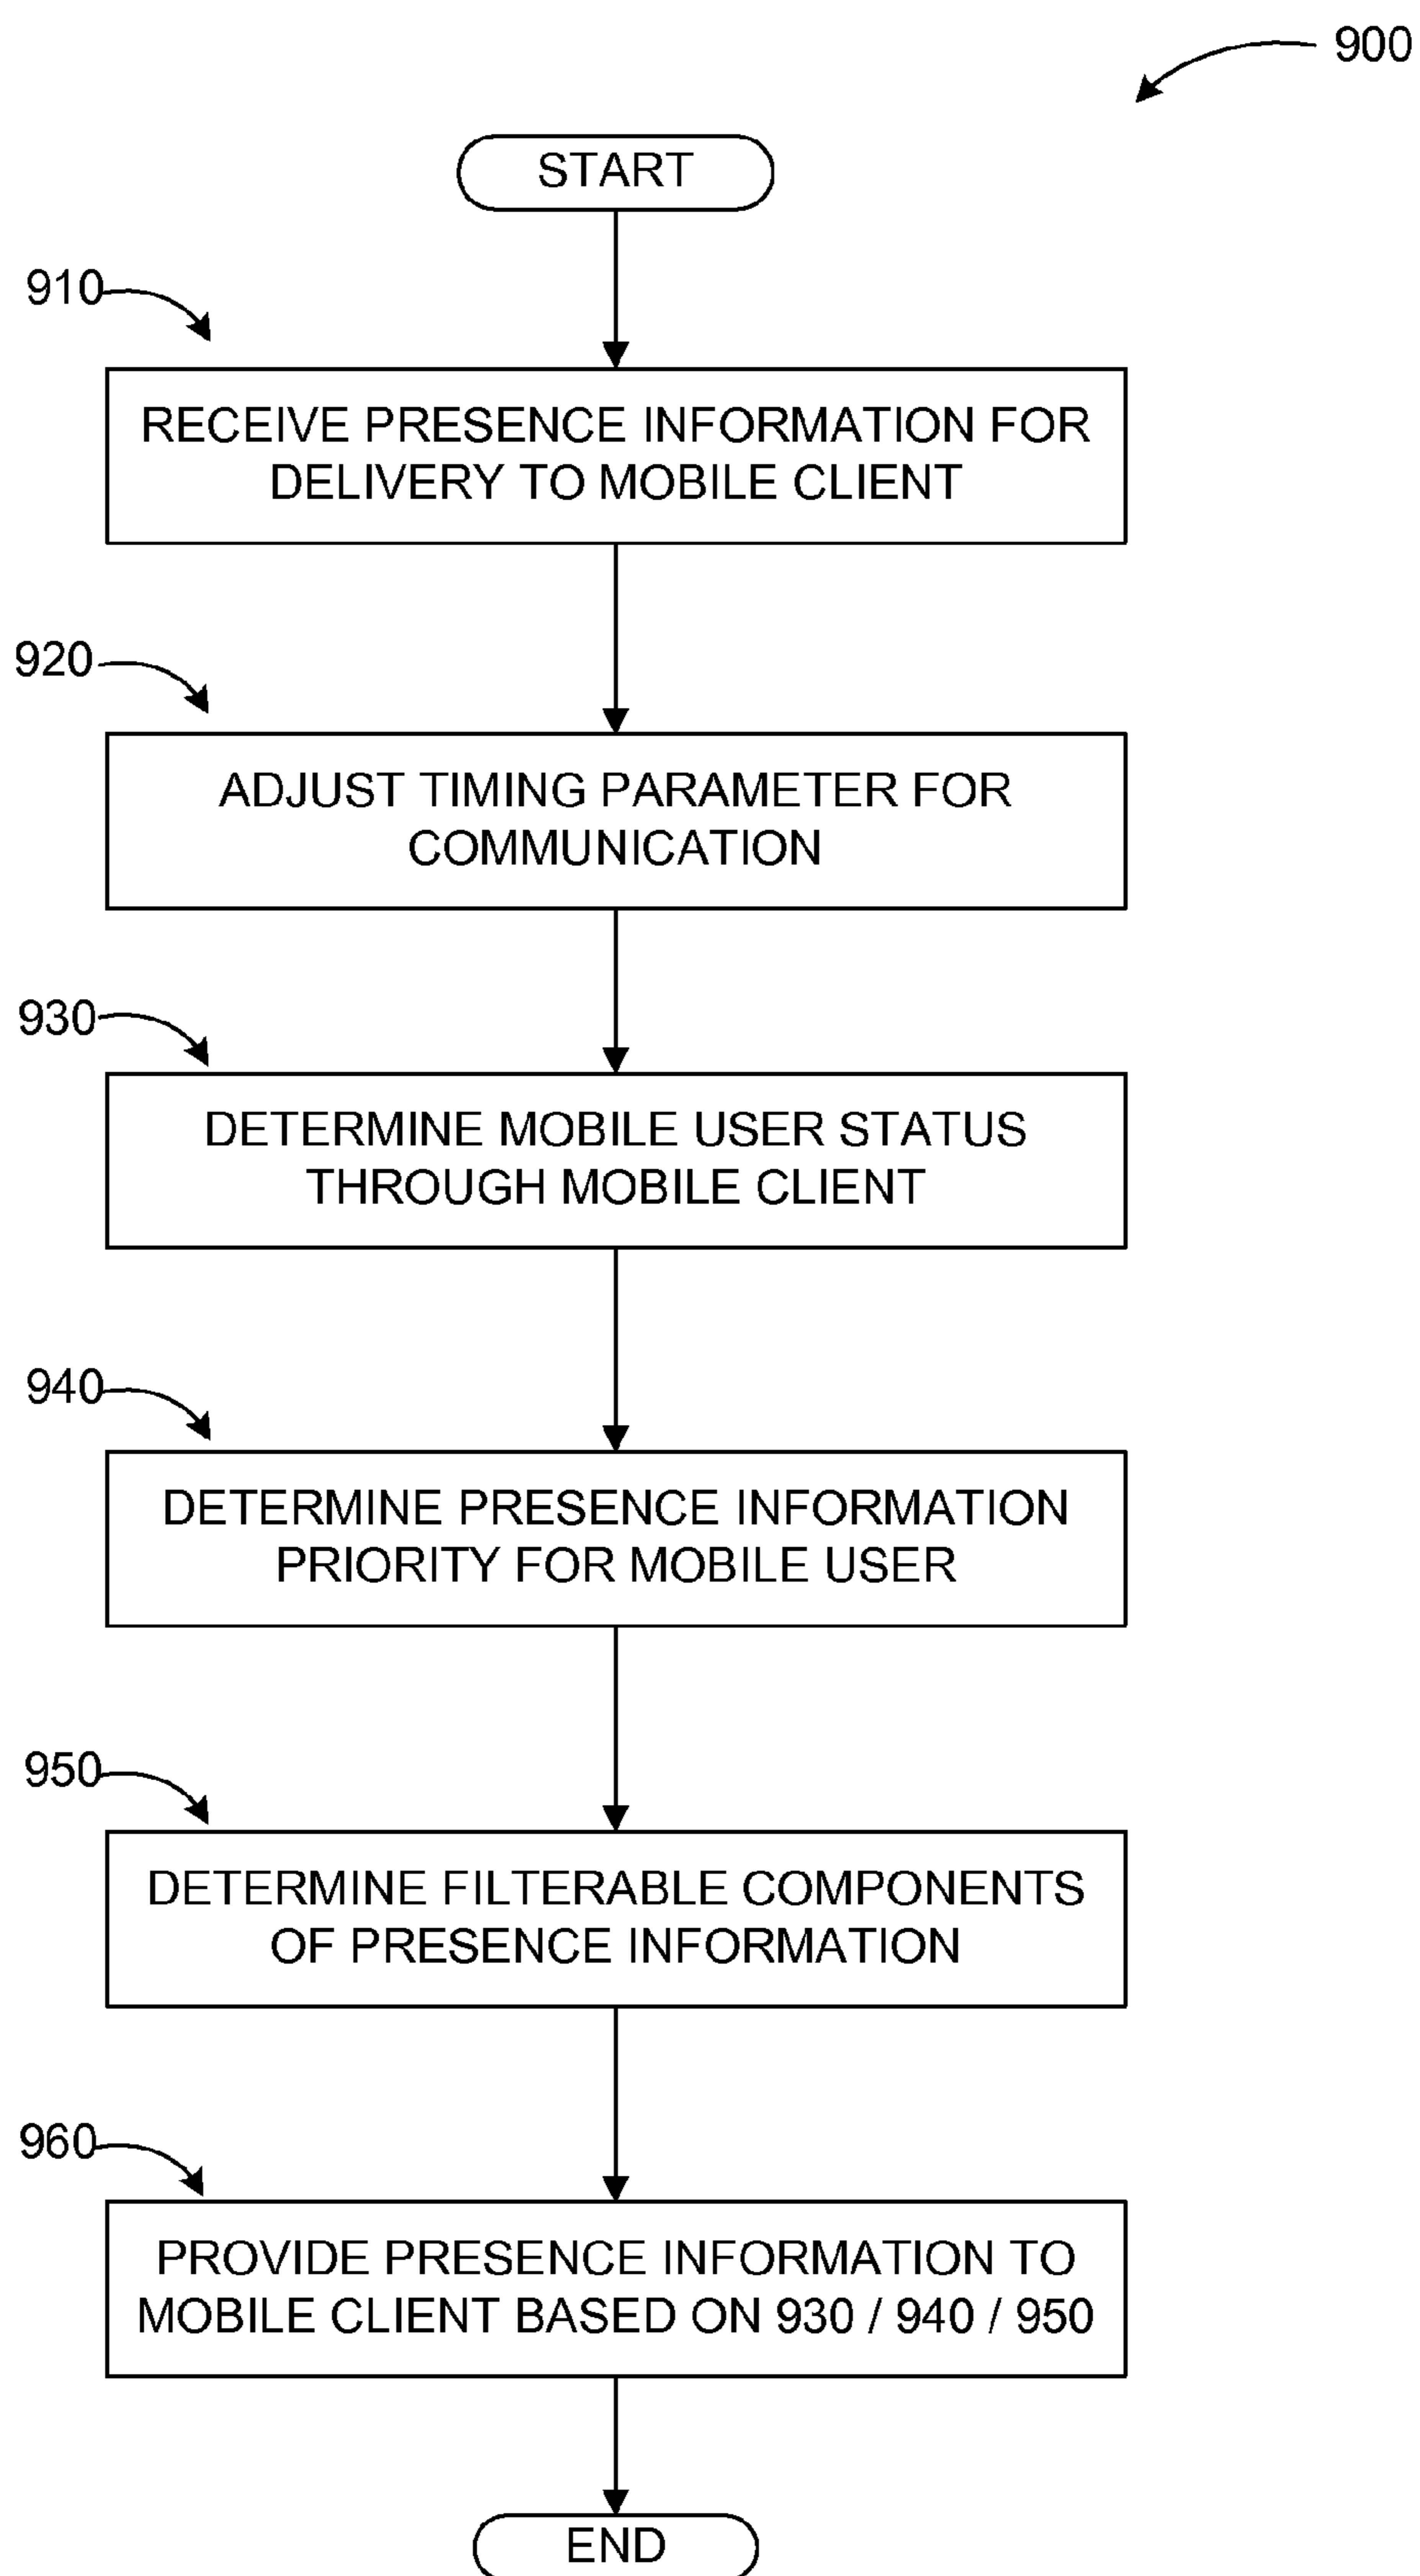 900
START
910
RECEIVE PRESENCE INFORMATION FOR
DELIVERY TO MOBILE CLIENT
920
ADJUST TIMING PARAMETER FOR
COMMUNICATION
930
DETERMINE MOBILE USER STATUS
THROUGH MOBILE CLIENT
940
DETERMINE PRESENCE INFORMATION
PRIORITY FOR MOBILE USER
950
DETERMINE FILTERABLE COMPONENTS
OF PRESENCE INFORMATION
960
PROVIDE PRESENCE INFORMATION TO
MOBILE CLIENT BASED ON 930 / 940 / 950
END